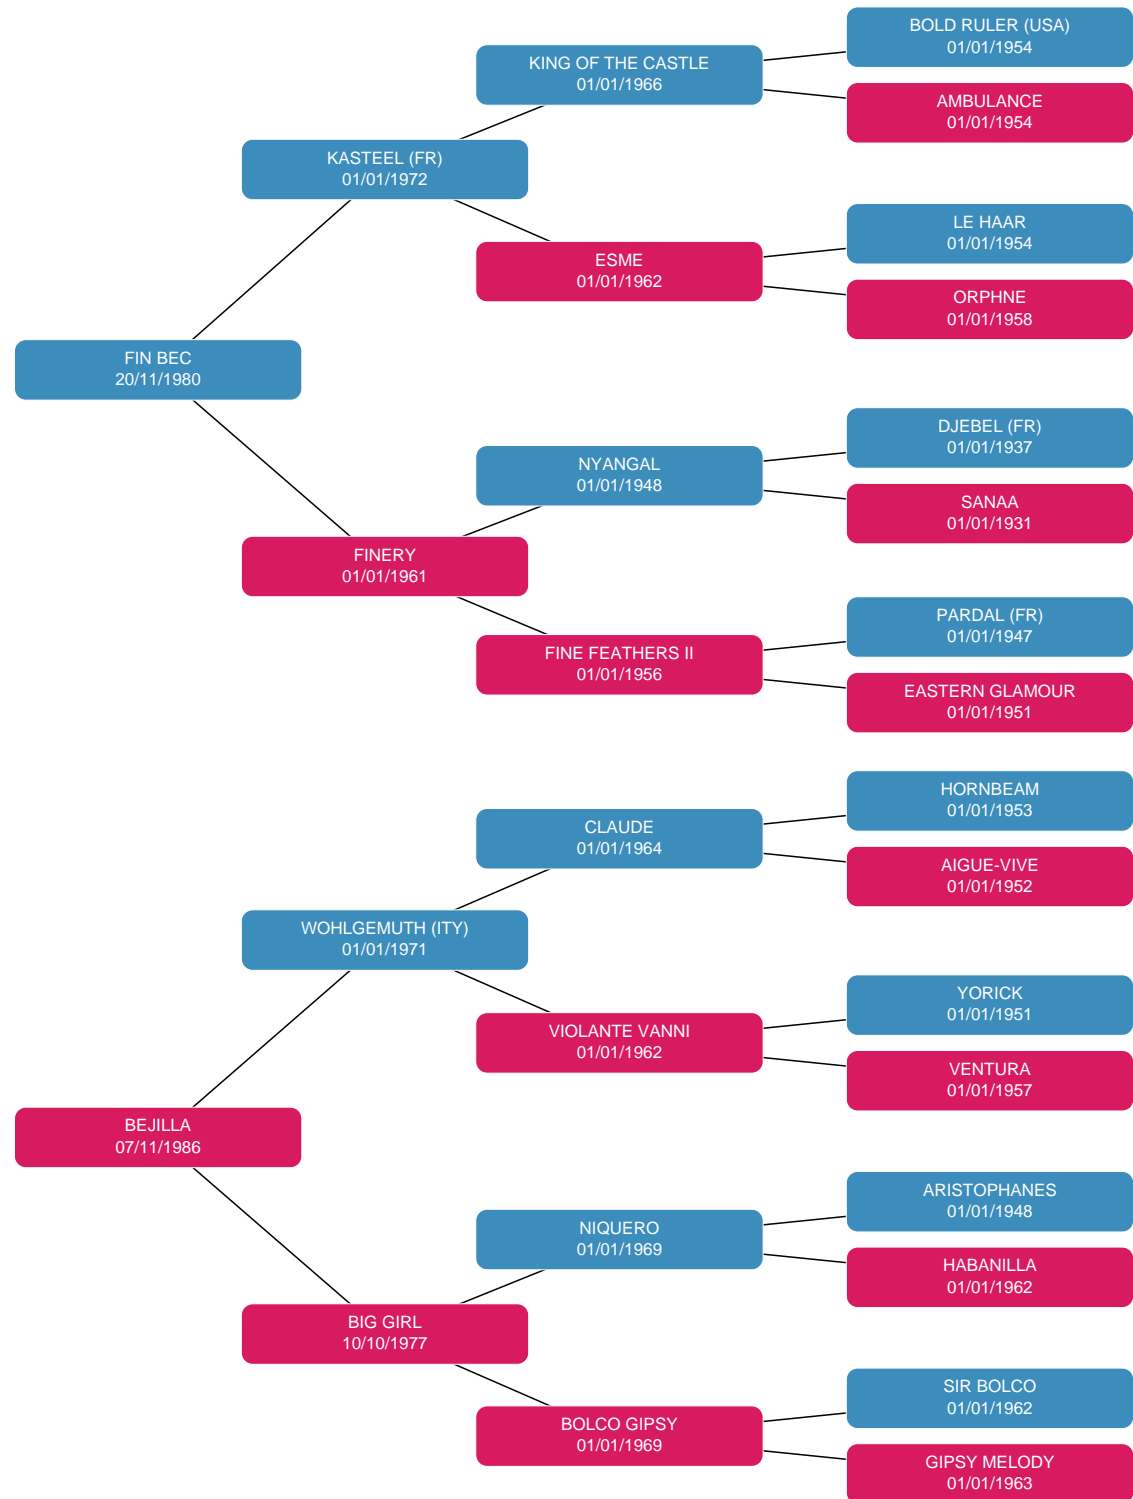 BOLD RULER (USA)
01/01/1954
KING OF THE CASTLE
01/01/1966
AMBULANCE
01/01/1954
KASTEEL (FR)
01/01/1972
LE HAAR
01/01/1954
ESME
01/01/1962
ORPHNE
01/01/1958
FIN BEC
20/11/1980
DJEBEL (FR)
01/01/1937
NYANGAL
01/01/1948
SANAA
01/01/1931
FINERY
01/01/1961
PARDAL (FR)
01/01/1947
FINE FEATHERS II
01/01/1956
EASTERN GLAMOUR
01/01/1951
HORNBEAM
01/01/1953
CLAUDE
01/01/1964
AIGUE-VIVE
01/01/1952
WOHLGEMUTH (ITY)
01/01/1971
YORICK
01/01/1951
VIOLANTE VANNI
01/01/1962
VENTURA
01/01/1957
BEJILLA
07/11/1986
ARISTOPHANES
01/01/1948
NIQUERO
01/01/1969
HABANILLA
01/01/1962
BIG GIRL
10/10/1977
SIR BOLCO
01/01/1962
BOLCO GIPSY
01/01/1969
GIPSY MELODY
01/01/1963